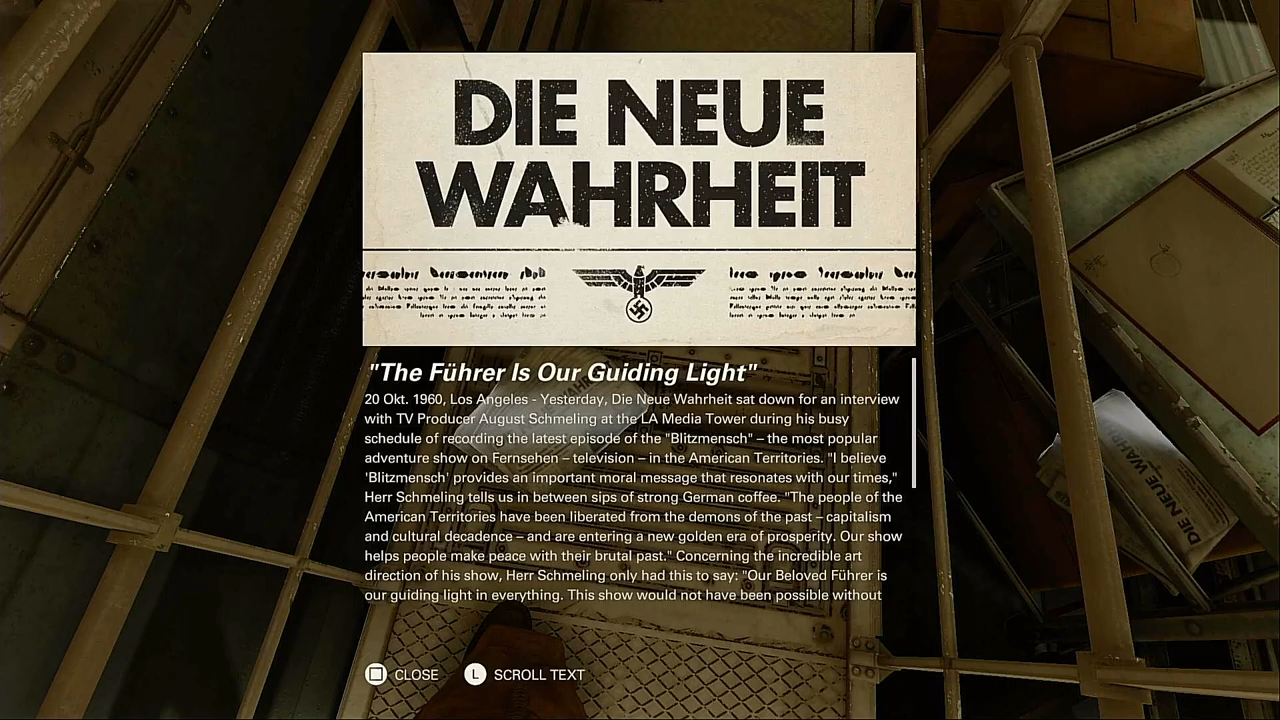 DIE NEUE
WAHRHEIT
"The Führer Is Our Guiding Light"
20 Okt. 1960, Los Angeles - Yesterday, Die Neue Wahrheit sat down for an interview
with TV Producer August Schmeling at the LA Media Tower during his busy
schedule of recording the latest episode of the "Blitzmensch" – the most popular
adventure show on Fernsehen – television – in the American Territories. "I believe
'Blitzmensch' provides an important moral message that resonates with our times,"
Herr Schmeling tells us in between sips of strong German coffee. "The people of the
American Territories have been liberated from the demons of the past – capitalism
and cultural decadence – and are entering a new golden era of prosperity. Our show
helps people make peace with their brutal past." Concerning the incredible art
direction of his show, Herr Schmeling only had this to say: "Our Beloved Führer is
our guiding light in everything. This show would not have been possible without
CLOSE
L SCROLL TEXT
DIE NEUE
WAHRHEIT